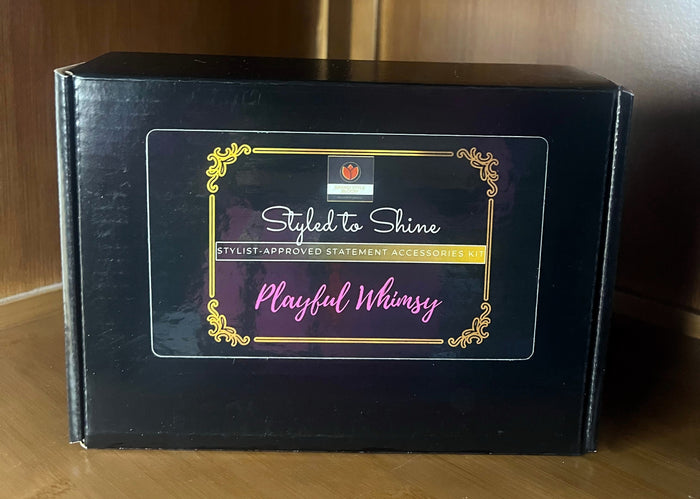 Styled to Shine
STYLIST-APPROVED STATEMENT ACCESSORIES KIT
Playful Whimsy